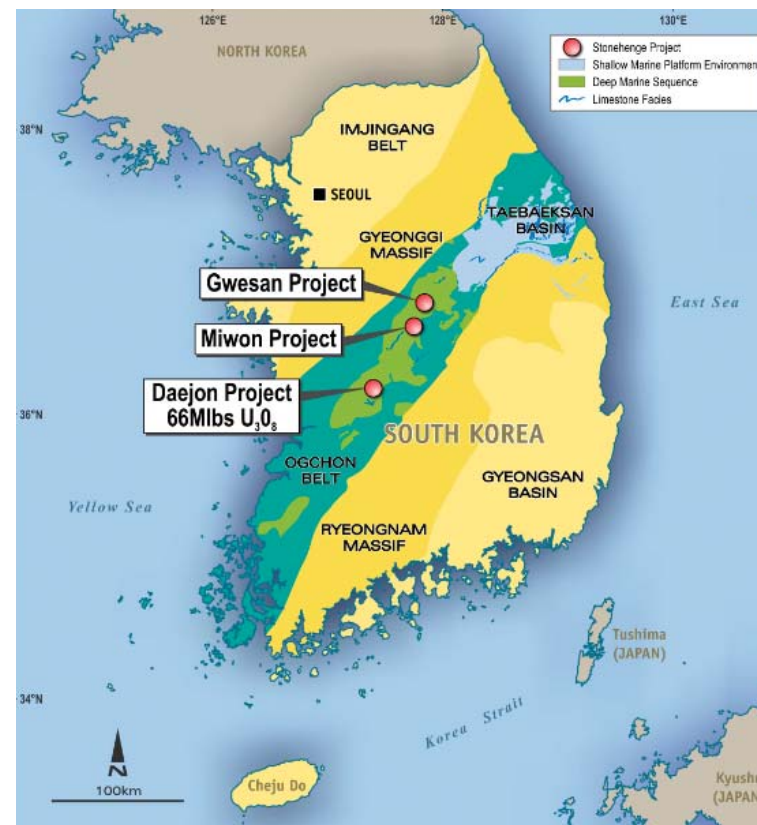 126°E
128°E
130°E
NORTH KOREA
Stonehenge Project
Shallow Marine Platform Environment
Deep Marine Sequence
Limestone Facies
38°N
IMJINGANG
BELT
SEOUL
TAEBAEKSAN
BASIN
GYEONGGI
MASSIF
Gwesan Project
East Sea
Miwon Project
Daejon Project
66Mlbs U₃0₈
36°N
SOUTH KOREA
OGCHON
BELT
GYEONGSAN
BASIN
Yellow Sea
RYEONGNAM
MASSIF
Tushima
(JAPAN)
34°N
Korea Strait
N
100km
Cheju Do
Kyush
(JAPAN